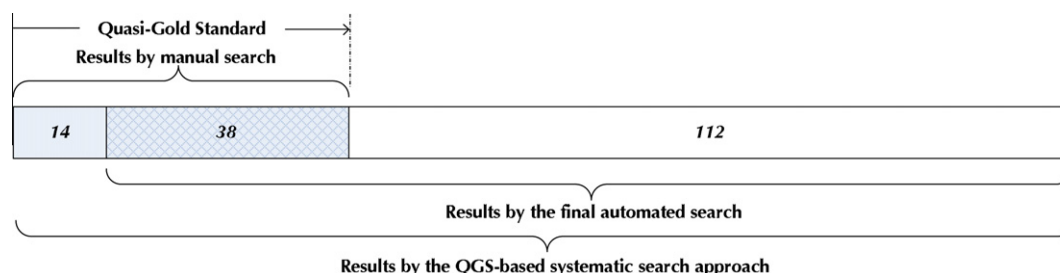 Quasi-Gold Standard
Results by manual search
14 38 112
Results by the final automated search
Results by the QGS-based systematic search approach